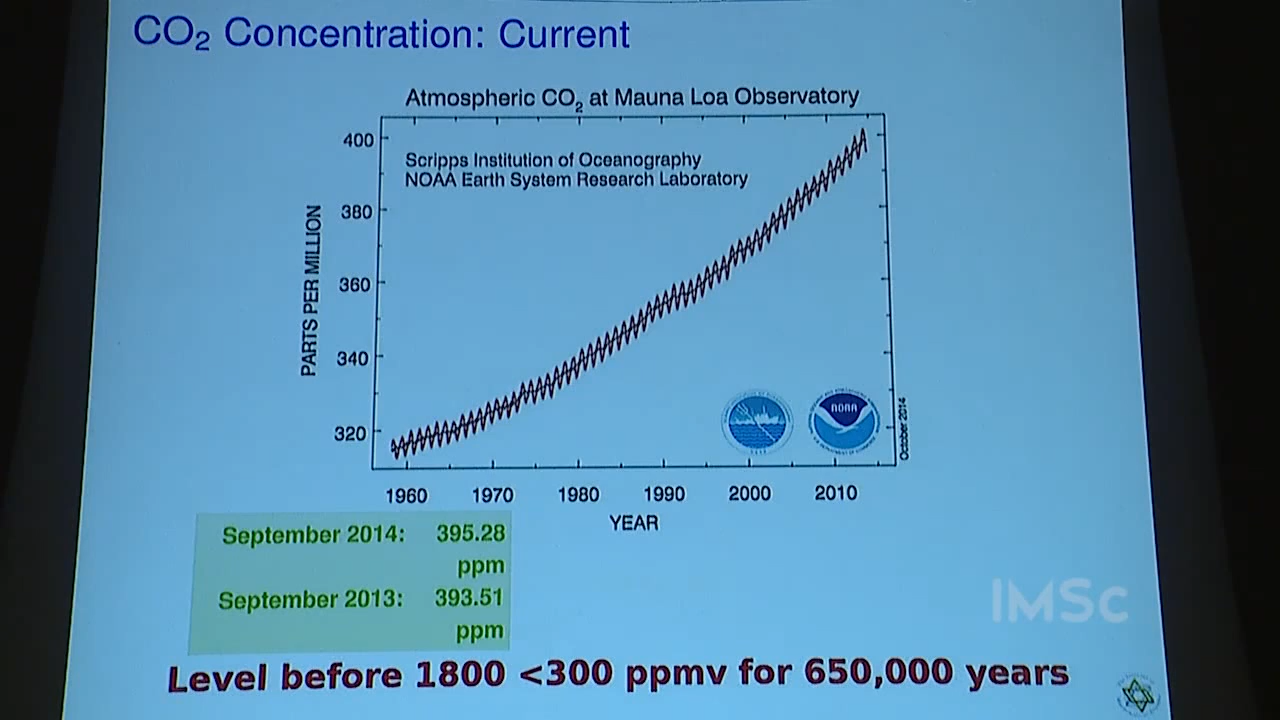 CO2 Concentration: Current
Atmospheric CO2 at Mauna Loa Observatory
Scripps Institution of Oceanography
NOAA Earth System Research Laboratory
400
380
360
340
320
PARTS PER MILLION
NOAA
October 2014
1960 1970 1980 1990 2000 2010
YEAR
September 2014: 395.28
ppm
September 2013: 393.51
ppm
IMSc
Level before 1800 <300 ppmv for 650,000 years